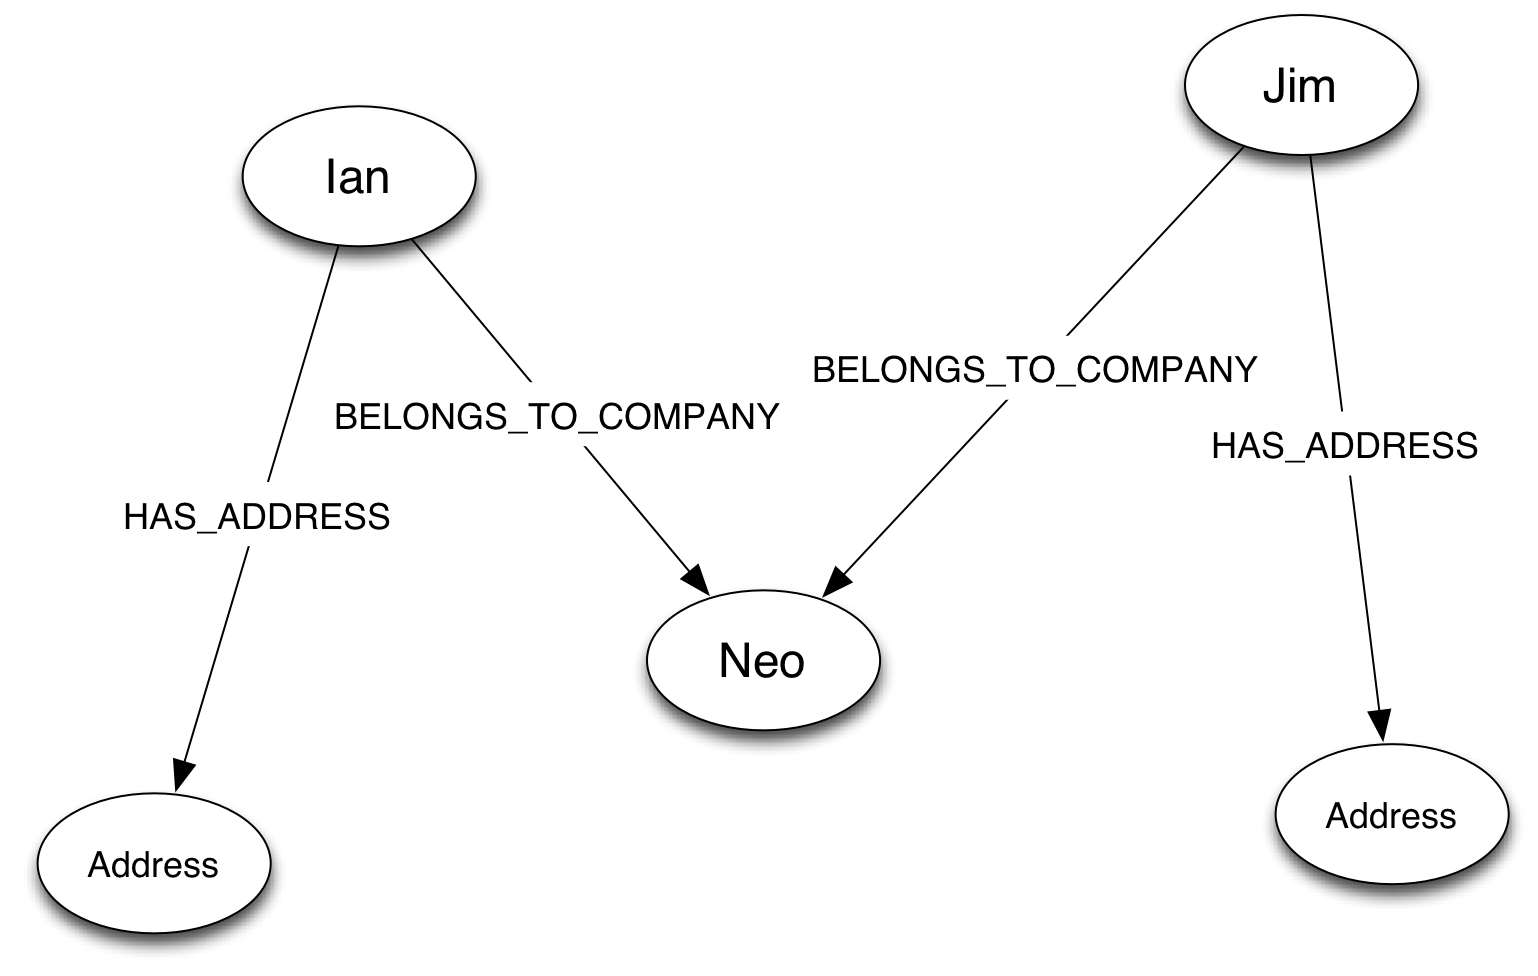 Jim
Ian
BELONGS_TO_COMPANY
BELONGS_TO_COMPANY
HAS_ADDRESS
HAS_ADDRESS
Neo
Address
Address